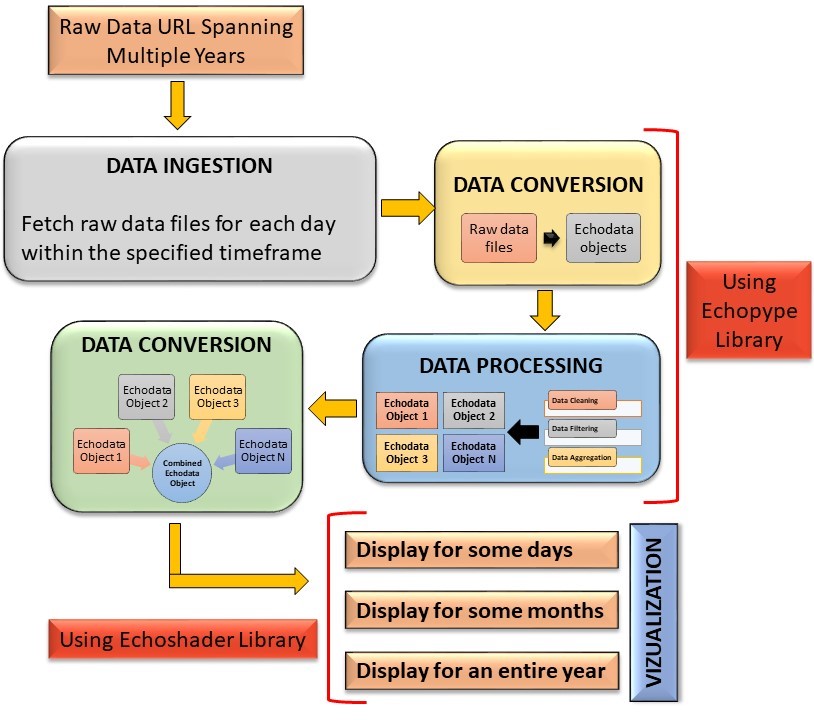 Raw Data URL Spanning
Multiple Years
DATA INGESTION
Fetch raw data files for each day
within the specified timeframe
DATA CONVERSION
Raw data
files
Echodata
objects
Using
Echopype
Library
DATA PROCESSING
Echodata
Object 1
Echodata
Object 2
Echodata
Object 3
Echodata
Object N
Data Cleaning
Data Filtering
Data Aggregation
DATA CONVERSION
Echodata
Object 2
Echodata
Object 3
Echodata
Object 1
Echodata
Object N
Combined
Echodata
Object
Display for some days
Display for some months
Display for an entire year
VIZUALIZATION
Using Echoshader Library